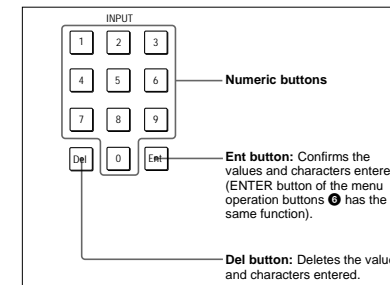 INPUT
1 2 3
4 5 6
Numeric buttons
7 8 9
Del 0 Ent
Ent button: Confirms the
values and characters entere
(ENTER button of the menu
operation buttons ❻ has the
same function).
Del button: Deletes the value
and characters entered.